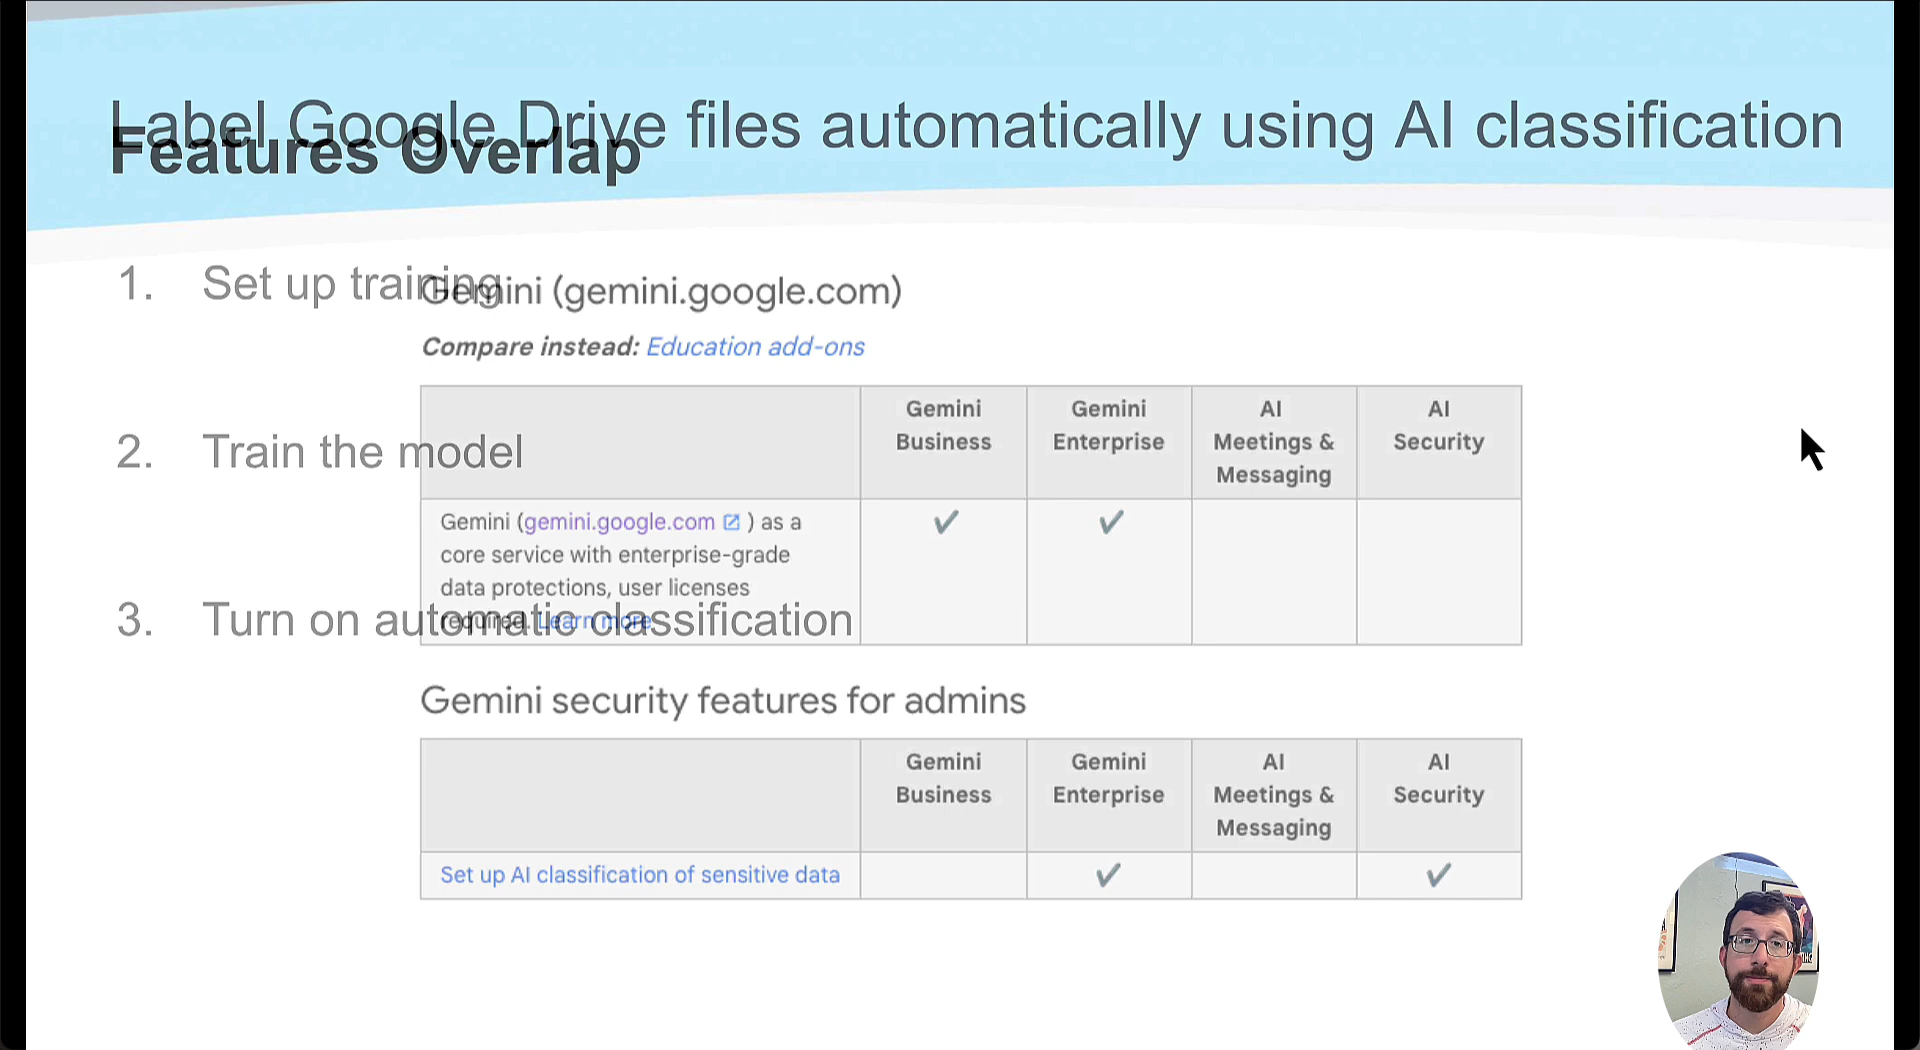 Label Google Drive files automatically using AI classification
Features Overlap
1. Set up training
Gemini (gemini.google.com)
Compare instead: Education add-ons
Gemini Business
Gemini Enterprise
AI Meetings & Messaging
AI Security
2. Train the model
Gemini (gemini.google.com ) as a
core service with enterprise-grade
data protections, user licenses
required. Learn more
✓ ✓
3. Turn on automatic classification
Gemini security features for admins
Gemini Business
Gemini Enterprise
AI Meetings & Messaging
AI Security
Set up AI classification of sensitive data ✓ ✓